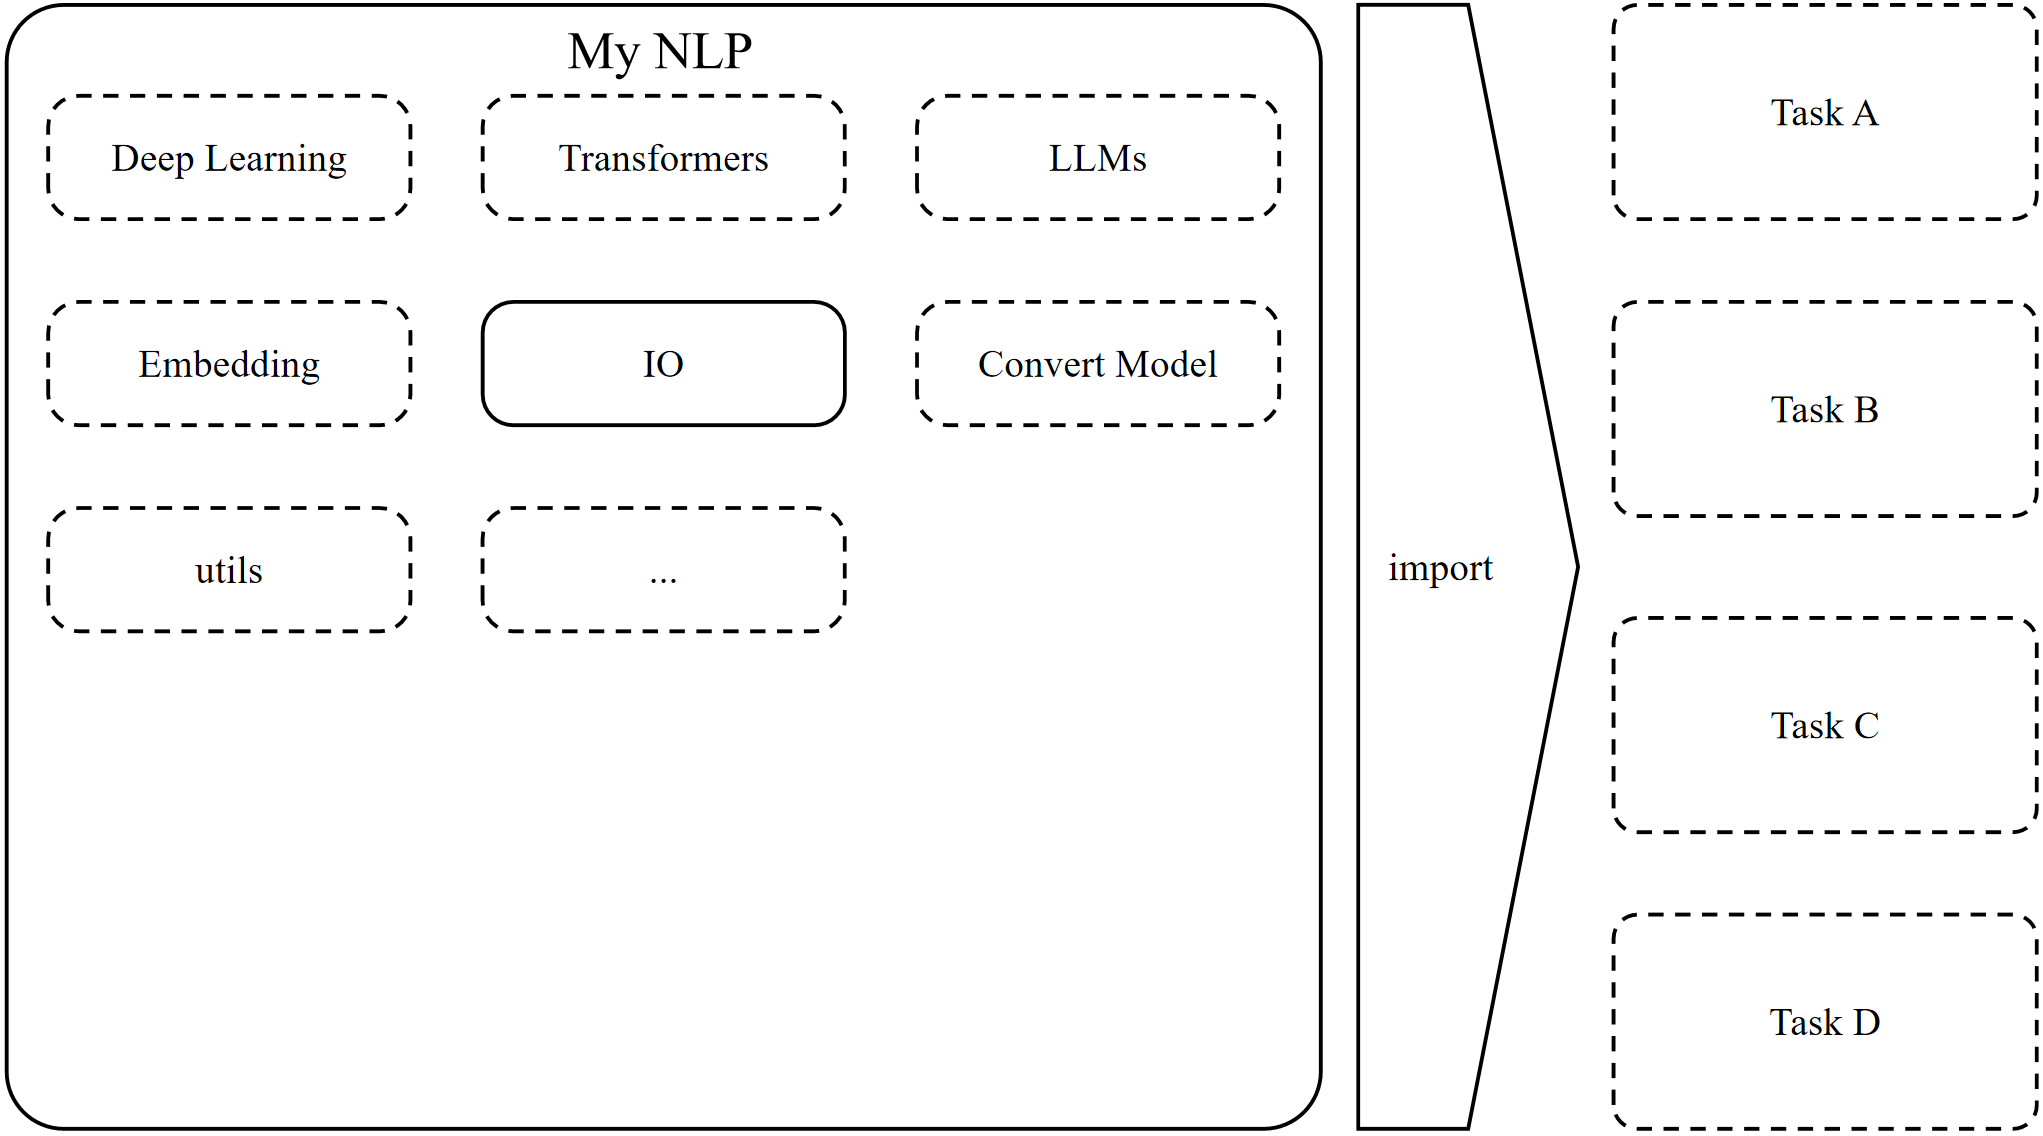 My NLP
Deep Learning
Transformers
LLMs
Embedding
IO
Convert Model
utils
...
import
Task A
Task B
Task C
Task D